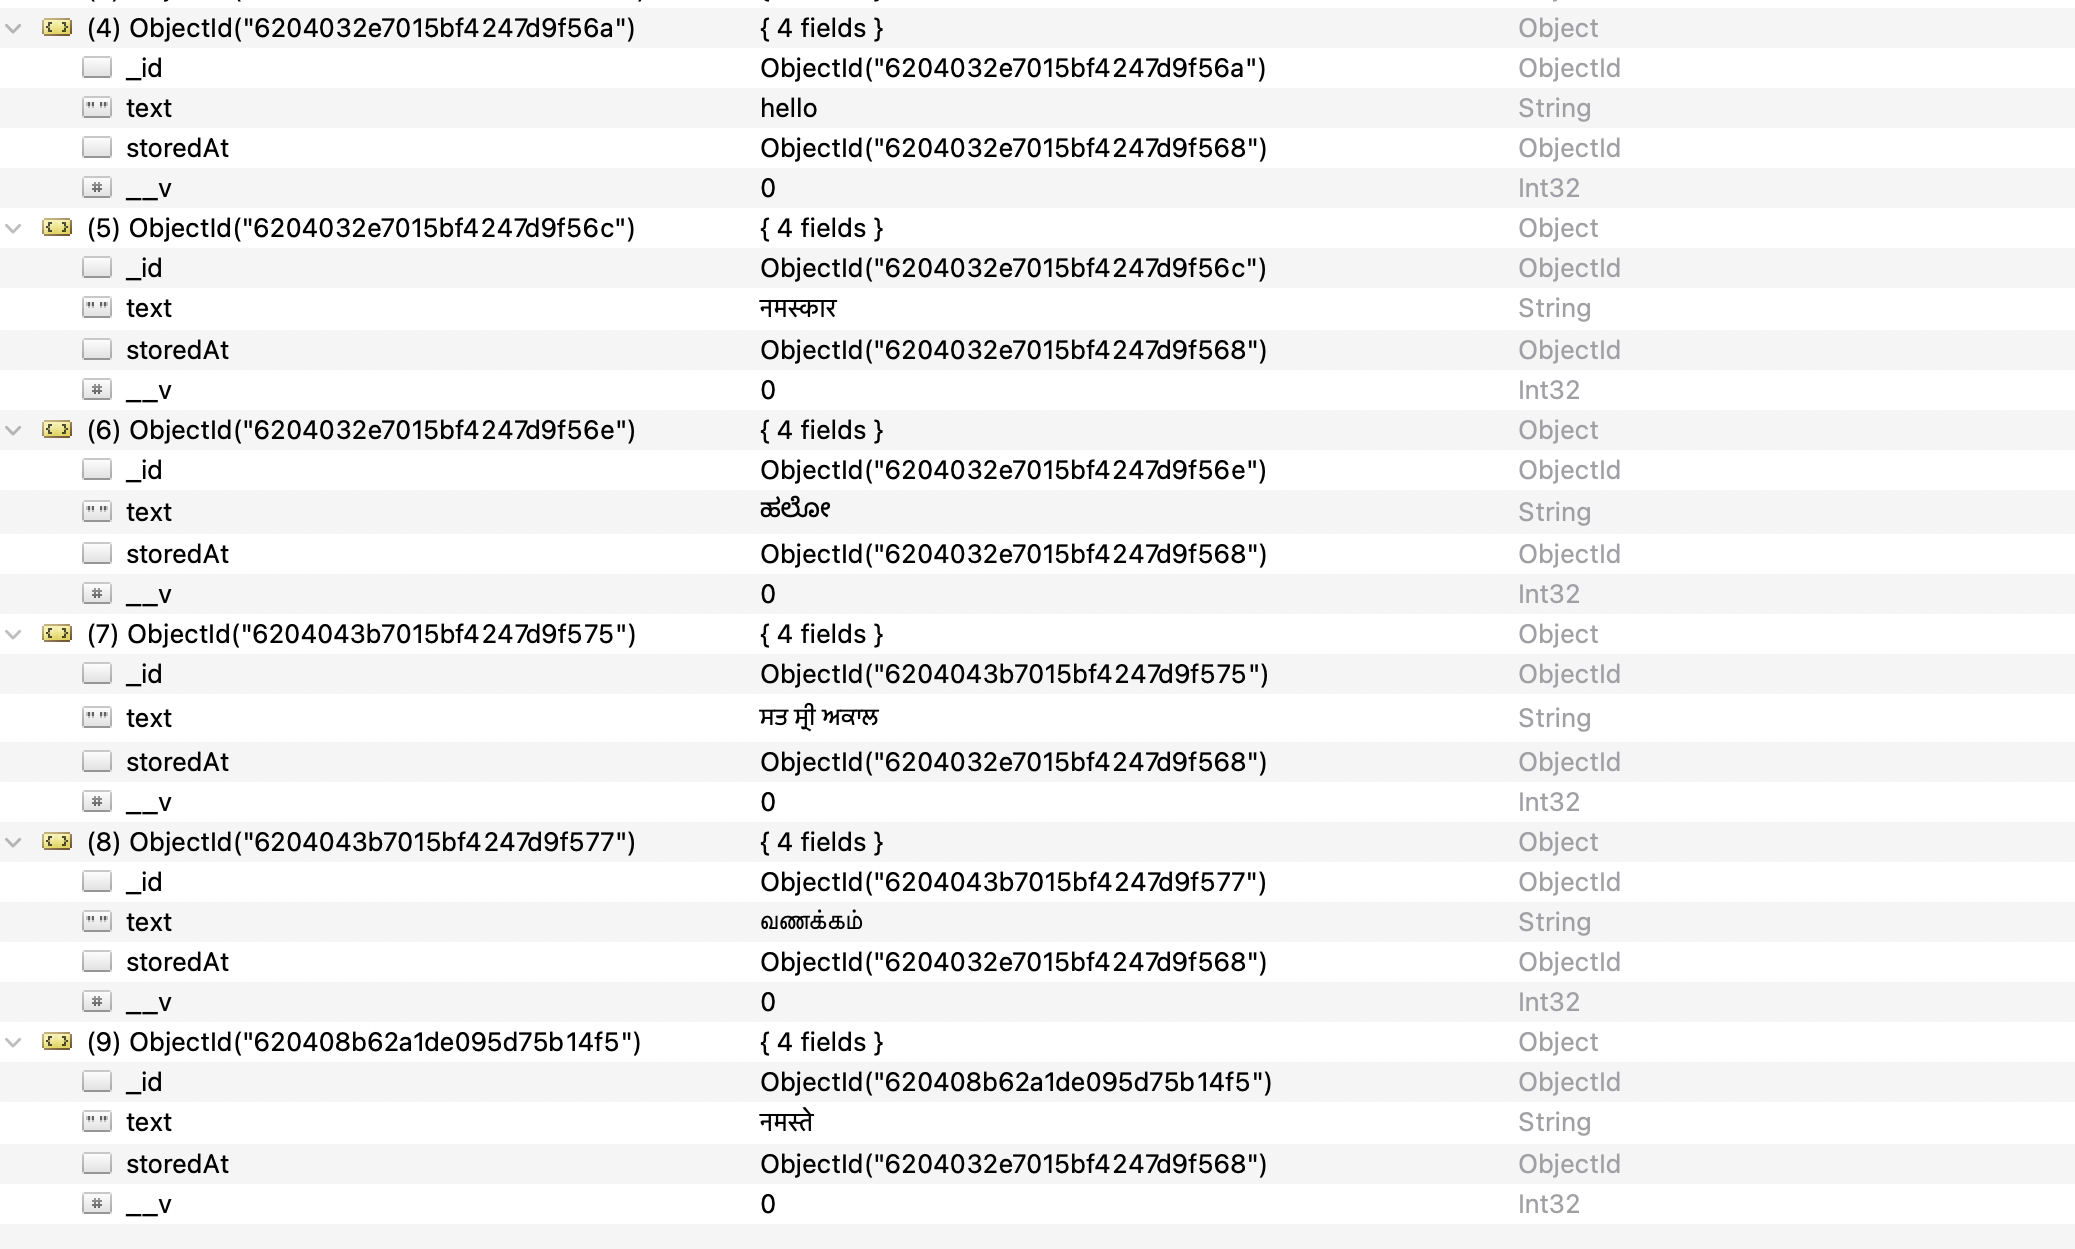 (4) ObjectId("6204032e7015bf4247d9f56a") { 4 fields } Object
_id ObjectId("6204032e7015bf4247d9f56a") ObjectId
text hello String
storedAt ObjectId("6204032e7015bf4247d9f568") ObjectId
__v 0 Int32
(5) ObjectId("6204032e7015bf4247d9f56c") { 4 fields } Object
_id ObjectId("6204032e7015bf4247d9f56c") ObjectId
text नमस्कार String
storedAt ObjectId("6204032e7015bf4247d9f568") ObjectId
__v 0 Int32
(6) ObjectId("6204032e7015bf4247d9f56e") { 4 fields } Object
_id ObjectId("6204032e7015bf4247d9f56e") ObjectId
text ಹಲೋ String
storedAt ObjectId("6204032e7015bf4247d9f568") ObjectId
__v 0 Int32
(7) ObjectId("6204043b7015bf4247d9f575") { 4 fields } Object
_id ObjectId("6204043b7015bf4247d9f575") ObjectId
text ਸਤ ਸ੍ਰੀ ਅਕਾਲ String
storedAt ObjectId("6204032e7015bf4247d9f568") ObjectId
__v 0 Int32
(8) ObjectId("6204043b7015bf4247d9f577") { 4 fields } Object
_id ObjectId("6204043b7015bf4247d9f577") ObjectId
text வணக்கம் String
storedAt ObjectId("6204032e7015bf4247d9f568") ObjectId
__v 0 Int32
(9) ObjectId("620408b62a1de095d75b14f5") { 4 fields } Object
_id ObjectId("620408b62a1de095d75b14f5") ObjectId
text नमस्ते String
storedAt ObjectId("6204032e7015bf4247d9f568") ObjectId
__v 0 Int32